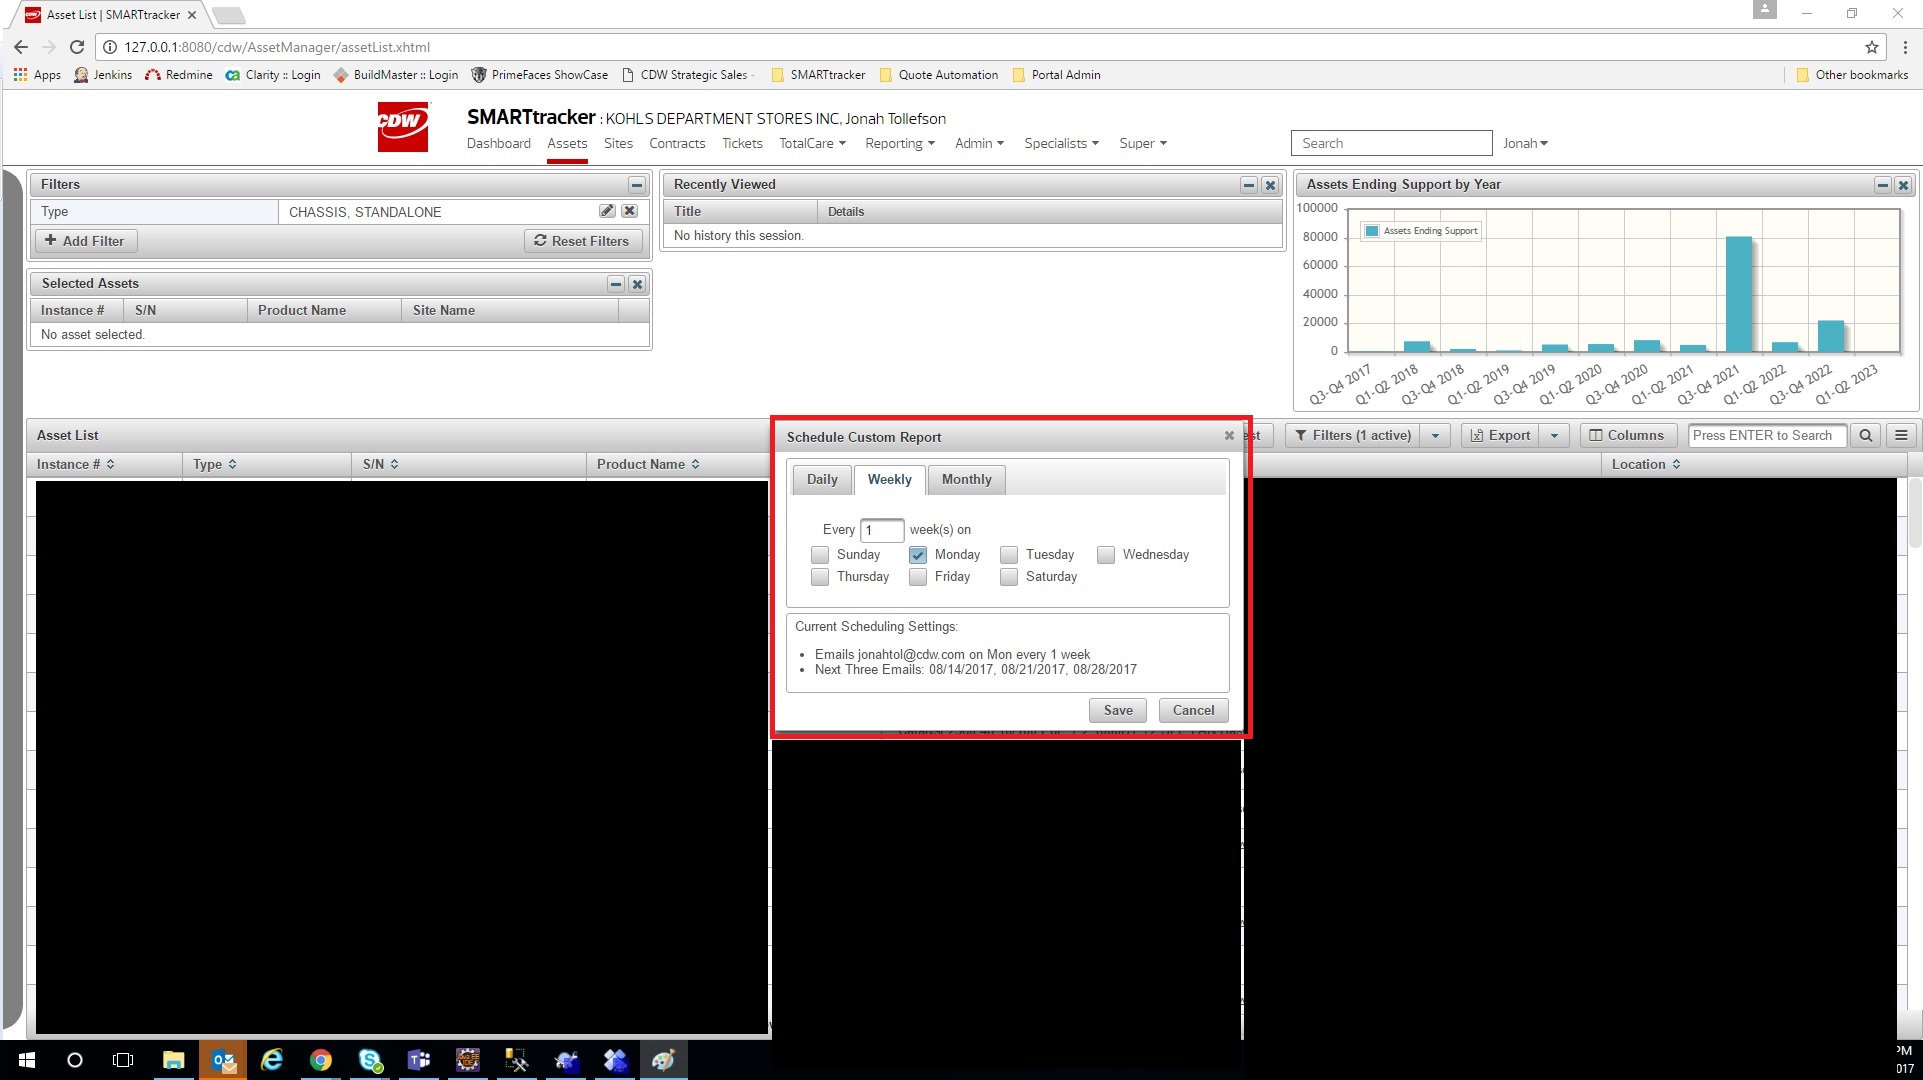 Asset List | SMARTtracker
127.0.0.1:8080/cdw/AssetManager/assetList.xhtml
Apps Jenkins Redmine Clarity :: Login BuildMaster :: Login PrimeFaces ShowCase CDW Strategic Sales - SMARTtracker Quote Automation Portal Admin Other bookmarks
CDW
SMARTtracker : KOHLS DEPARTMENT STORES INC, Jonah Tollefson
Dashboard Assets Sites Contracts Tickets TotalCare Reporting Admin Specialists Super Search Jonah
Filters
Type CHASSIS, STANDALONE
Add Filter Reset Filters
Selected Assets
Instance # S/N Product Name Site Name
No asset selected.
Recently Viewed
Title Details
No history this session.
Assets Ending Support by Year
100000
80000
60000
40000
20000
0
Assets Ending Support
Q3-Q4 2017 Q1-Q2 2018 Q3-Q4 2018 Q1-Q2 2019 Q3-Q4 2019 Q1-Q2 2020 Q3-Q4 2020 Q1-Q2 2021 Q3-Q4 2021 Q1-Q2 2022 Q3-Q4 2022 Q1-Q2 2023
Asset List
Filters (1 active) Export Columns Press ENTER to Search
Instance # Type S/N Product Name Location
Schedule Custom Report
Daily Weekly Monthly
Every 1 week(s) on
Sunday Monday Tuesday Wednesday
Thursday Friday Saturday
Current Scheduling Settings:
• Emails jonahtol@cdw.com on Mon every 1 week
• Next Three Emails: 08/14/2017, 08/21/2017, 08/28/2017
Save Cancel
PM
017